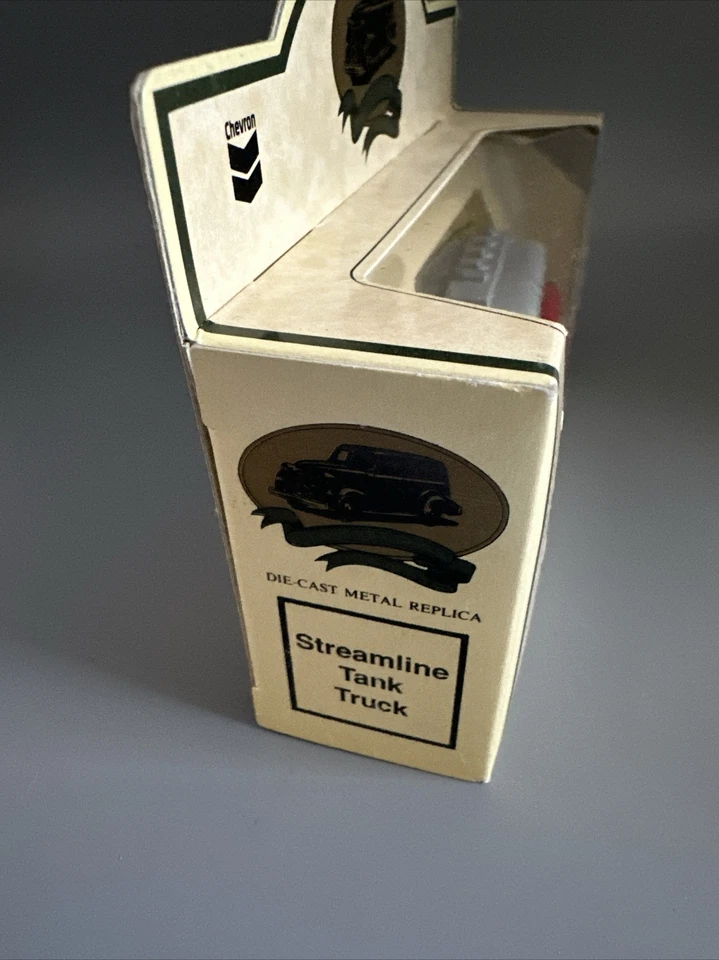 Chevron
DIE-CAST METAL REPLICA
Streamline
Tank
Truck